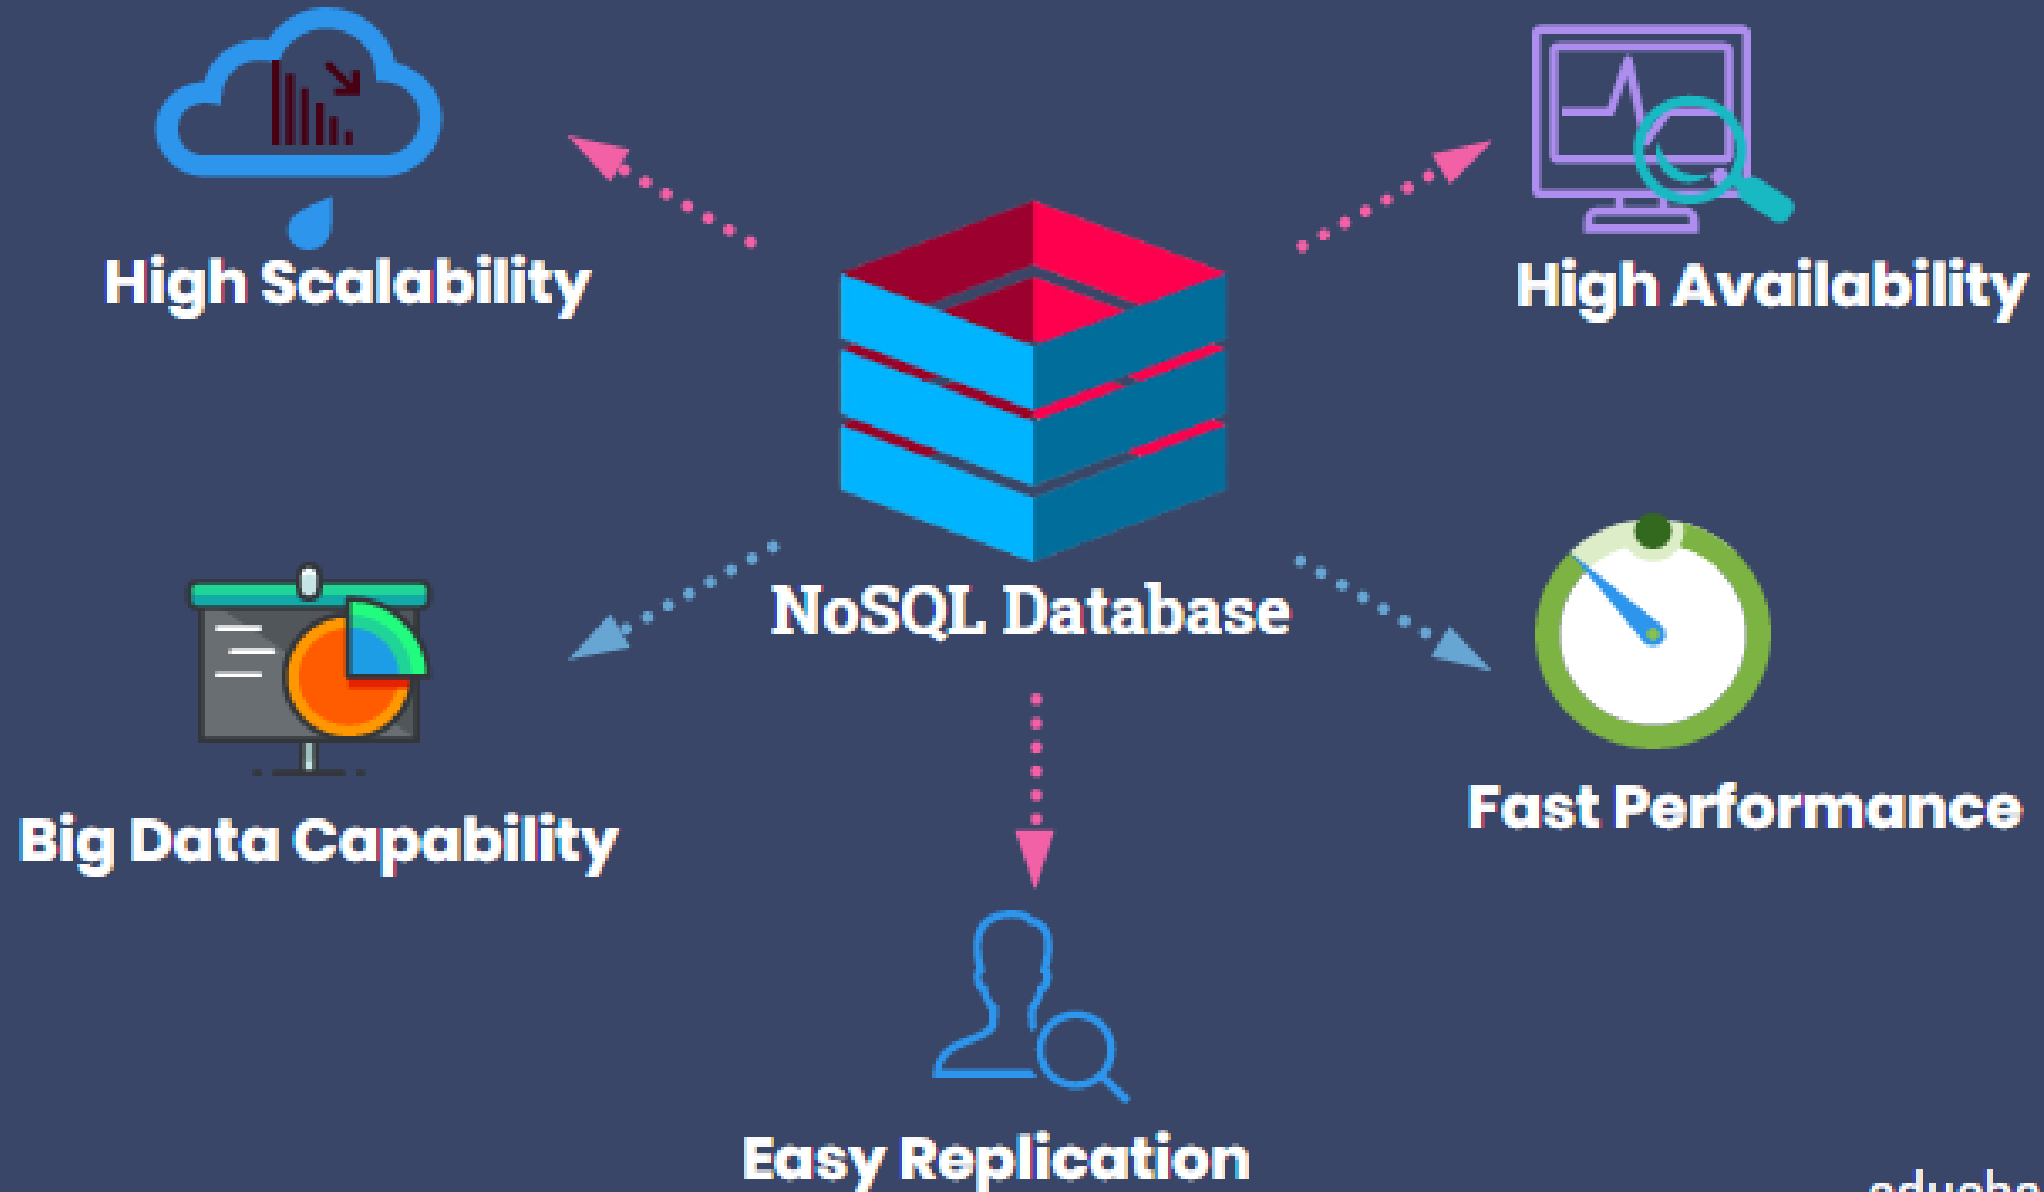 High Scalability
High Availability
NoSQL Database
Big Data Capability
Fast Performance
Easy Replication